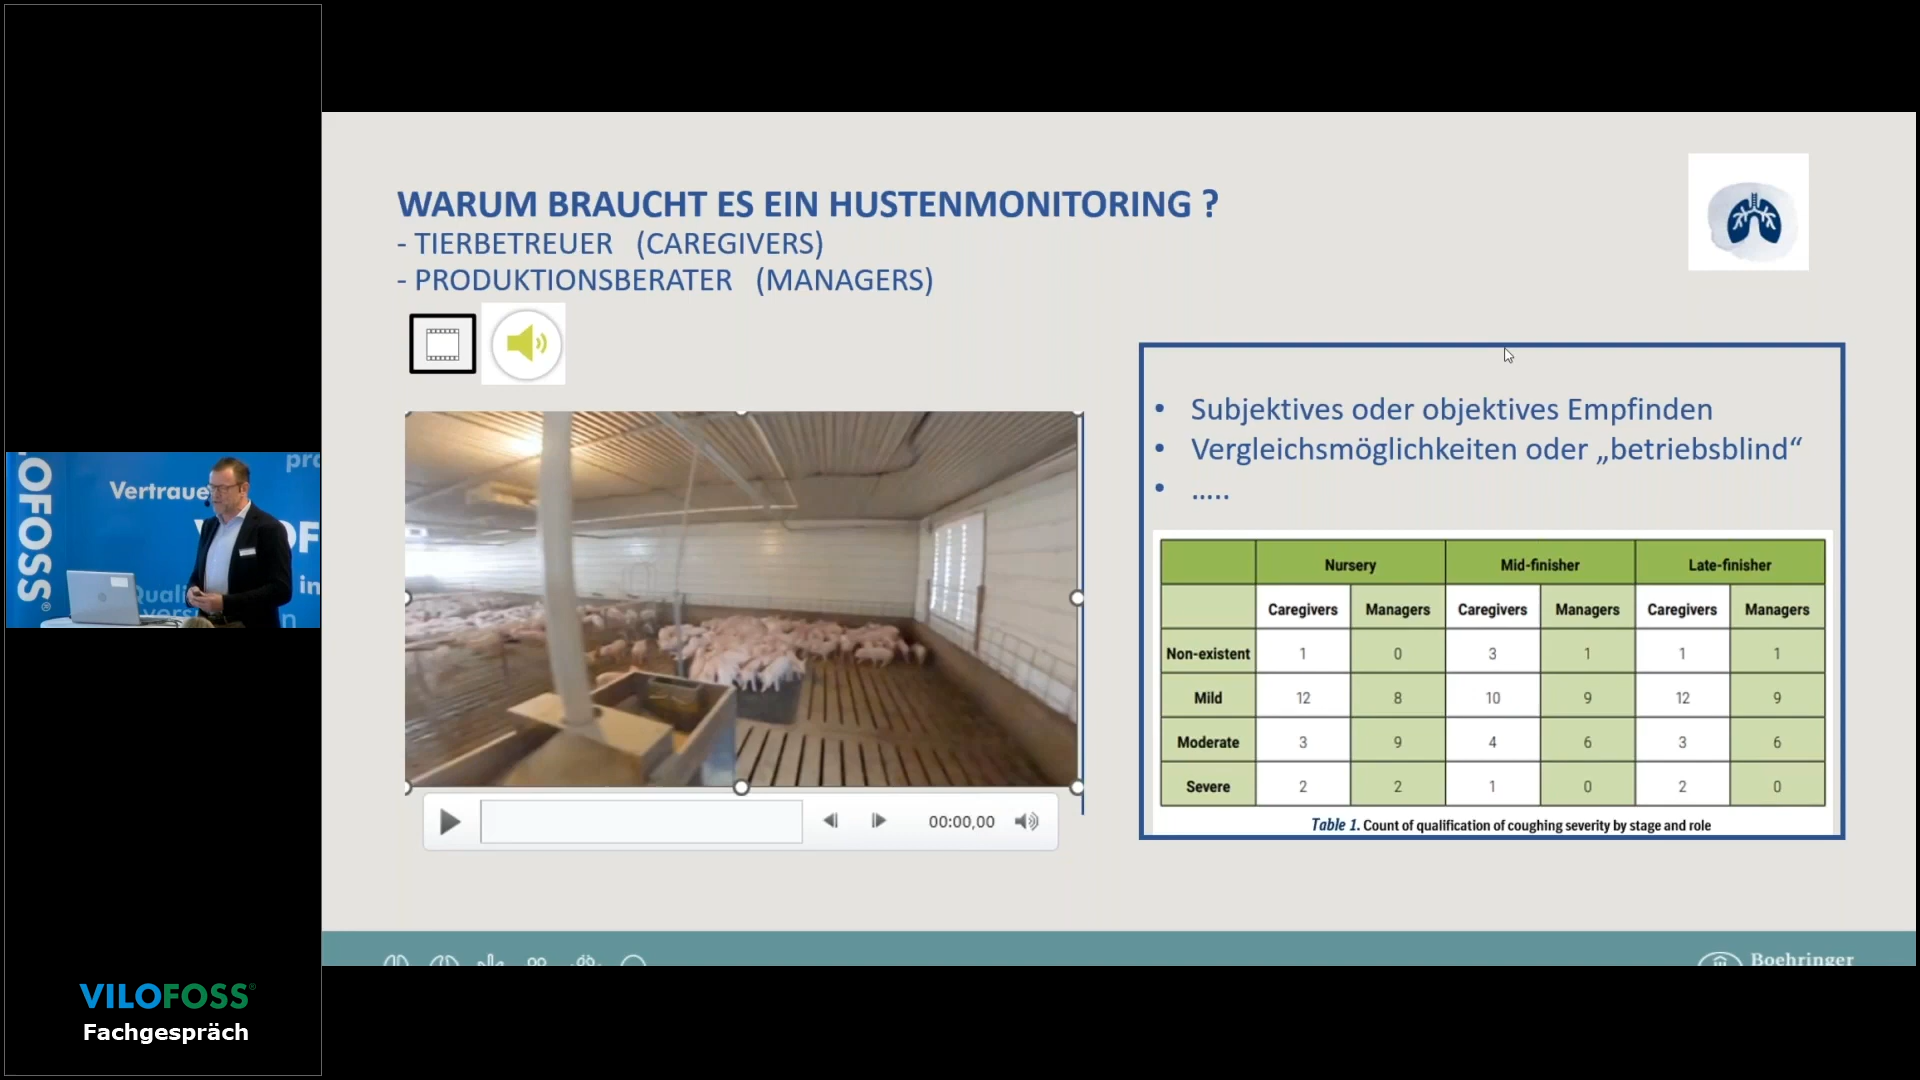 WARUM BRAUCHT ES EIN HUSTENMONITORING ?
- TIERBETREUER (CAREGIVERS)
- PRODUKTIONSBERATER (MANAGERS)
• Subjektives oder objektives Empfinden
• Vergleichsmöglichkeiten oder „betriebsblind“
• .....
Nursery Mid-finisher Late-finisher
Caregivers Managers Caregivers Managers Caregivers Managers
Non-existent 1 0 3 1 1 1
Mild 12 8 10 9 12 9
Moderate 3 9 4 6 3 6
Severe 2 2 1 0 2 0
Table 1. Count of qualification of coughing severity by stage and role
00:00,00
Boehringer
OFOSS®
Vertraue
VILOFOSS®
Fachgespräch